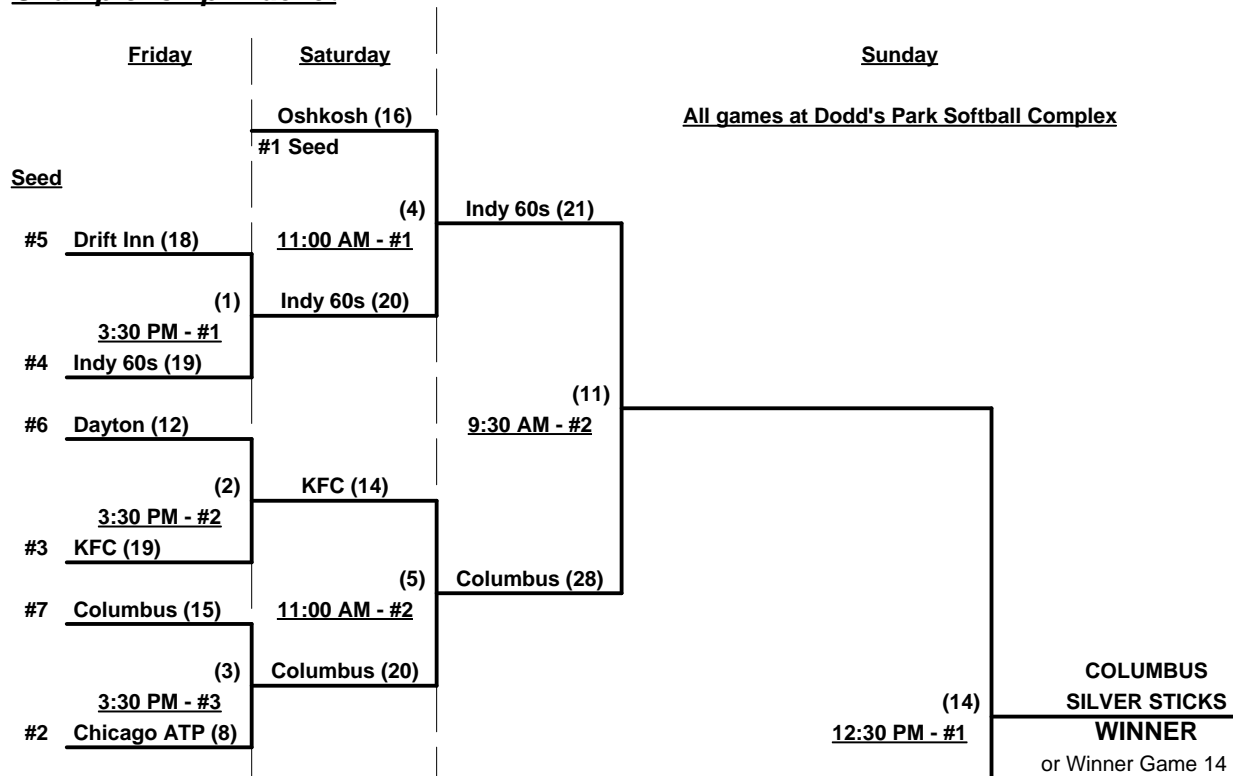 Friday Saturday Sunday
Oshkosh (16) All games at Dodd's Park Softball Complex
#1 Seed
Seed
(4) Indy 60s (21)
#5 Drift Inn (18) 11:00 AM - #1
(1) Indy 60s (20)
3:30 PM - #1
#4 Indy 60s (19)
(11)
#6 Dayton (12) 9:30 AM - #2
(2) KFC (14)
3:30 PM - #2
#3 KFC (19)
(5) Columbus (28)
#7 Columbus (15) 11:00 AM - #2
(3) Columbus (20) COLUMBUS
3:30 PM - #3 (14) SILVER STICKS
#2 Chicago ATP (8) 12:30 PM - #1 WINNER
or Winner Game 14